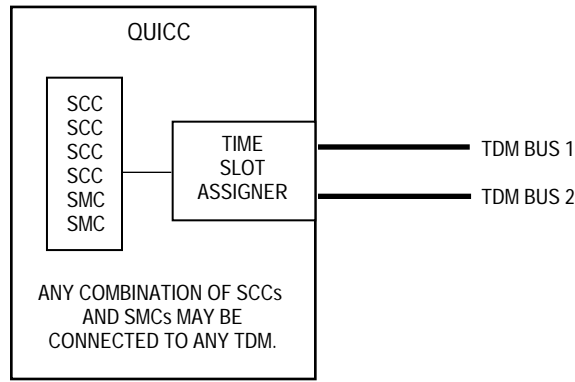 QUICC
SCC
SCC
SCC
SCC
SMC
SMC
TIME
SLOT
ASSIGNER
TDM BUS 1
TDM BUS 2
ANY COMBINATION OF SCCs
AND SMCs MAY BE
CONNECTED TO ANY TDM.